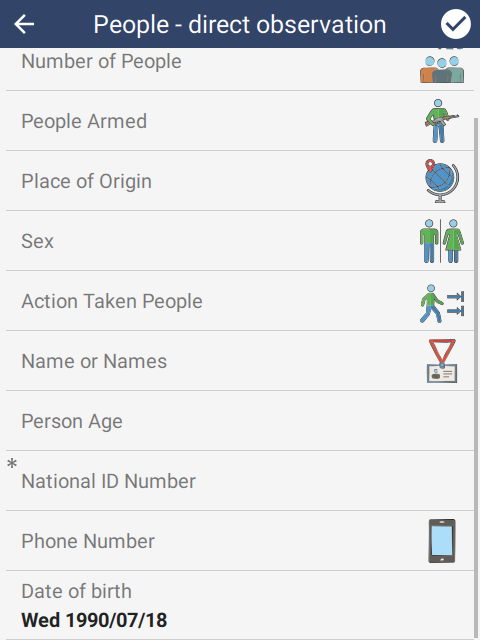 People - direct observation
Number of People
People Armed
Place of Origin
Sex
Action Taken People
Name or Names
Person Age
*
National ID Number
Phone Number
Date of birth
Wed 1990/07/18